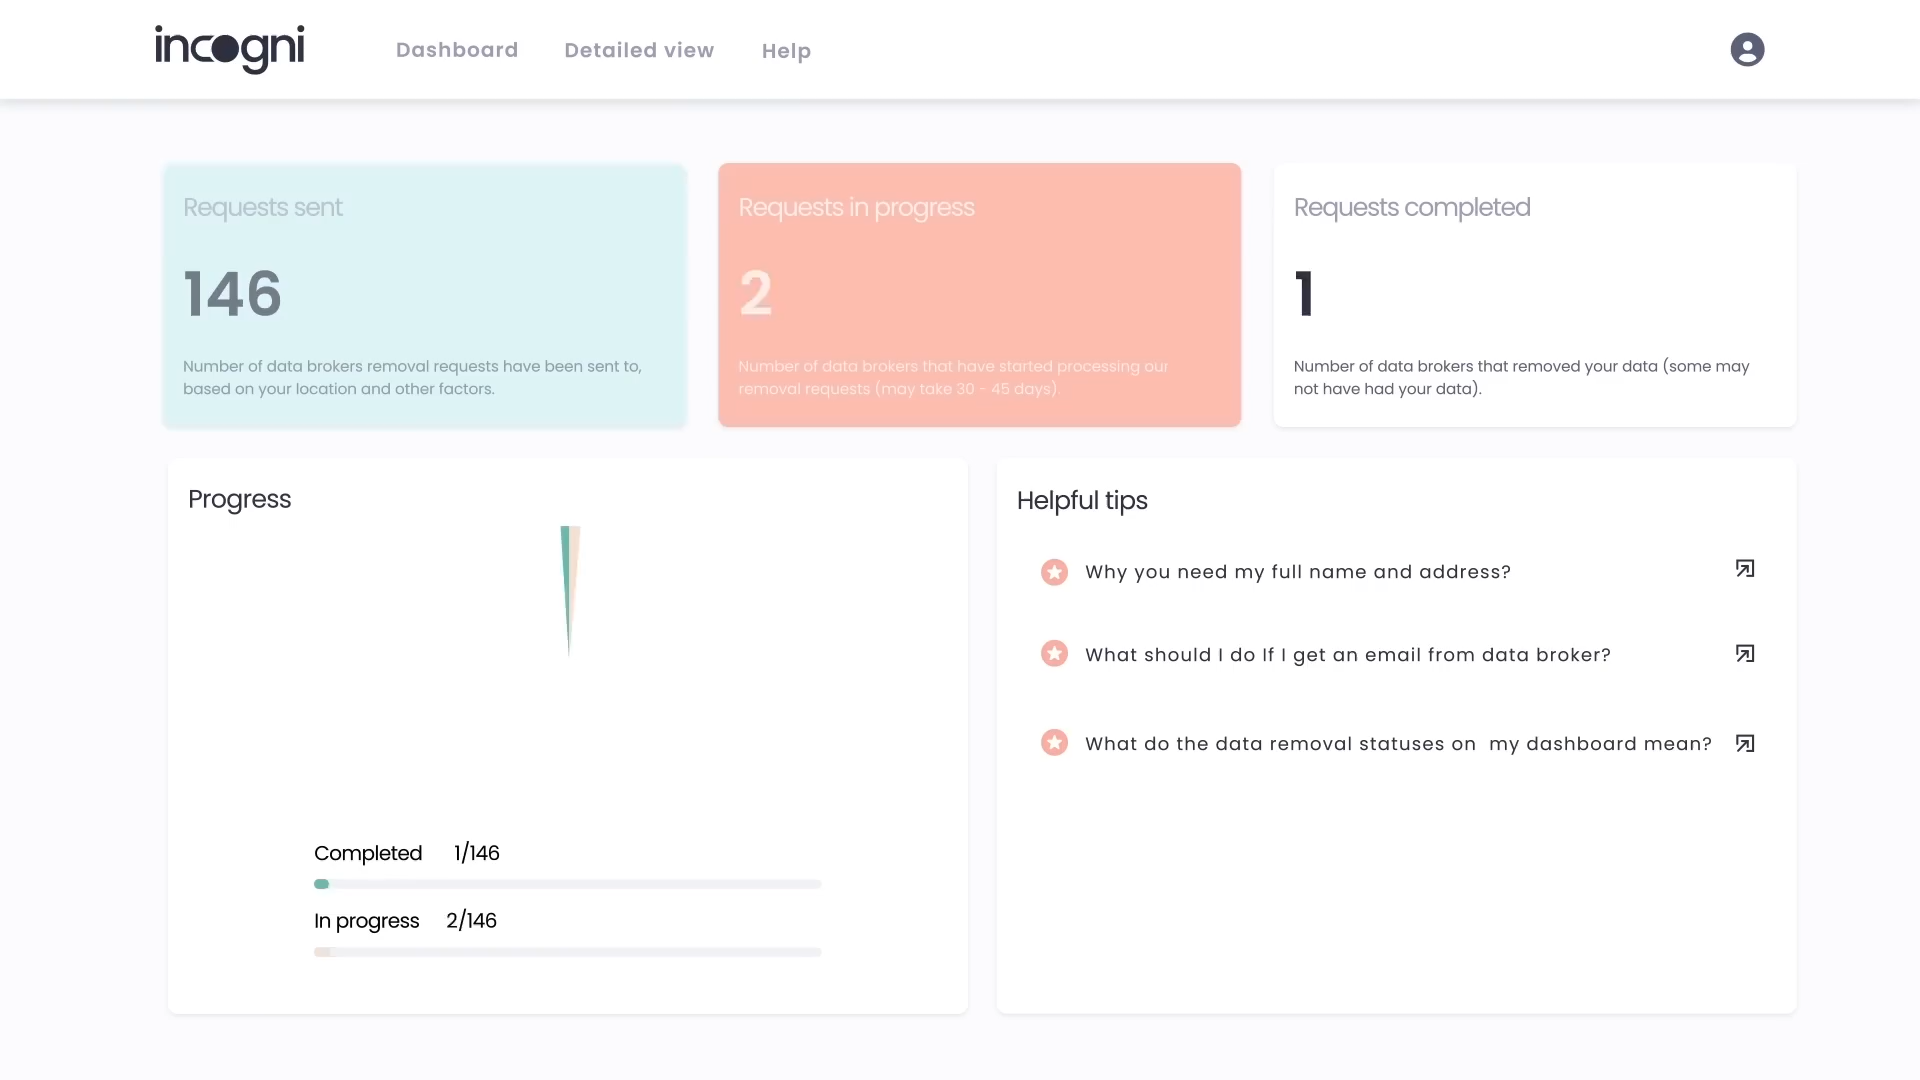 incogni
Dashboard
Detailed view
Help
Requests sent
146
Number of data brokers removal requests have been sent to,
based on your location and other factors.
Requests in progress
2
Number of data brokers that have started processing our
removal requests (may take 30 - 45 days).
Requests completed
1
Number of data brokers that removed your data (some may
not have had your data).
Progress
Completed 1/146
In progress 2/146
Helpful tips
Why you need my full name and address?
What should I do If I get an email from data broker?
What do the data removal statuses on my dashboard mean?